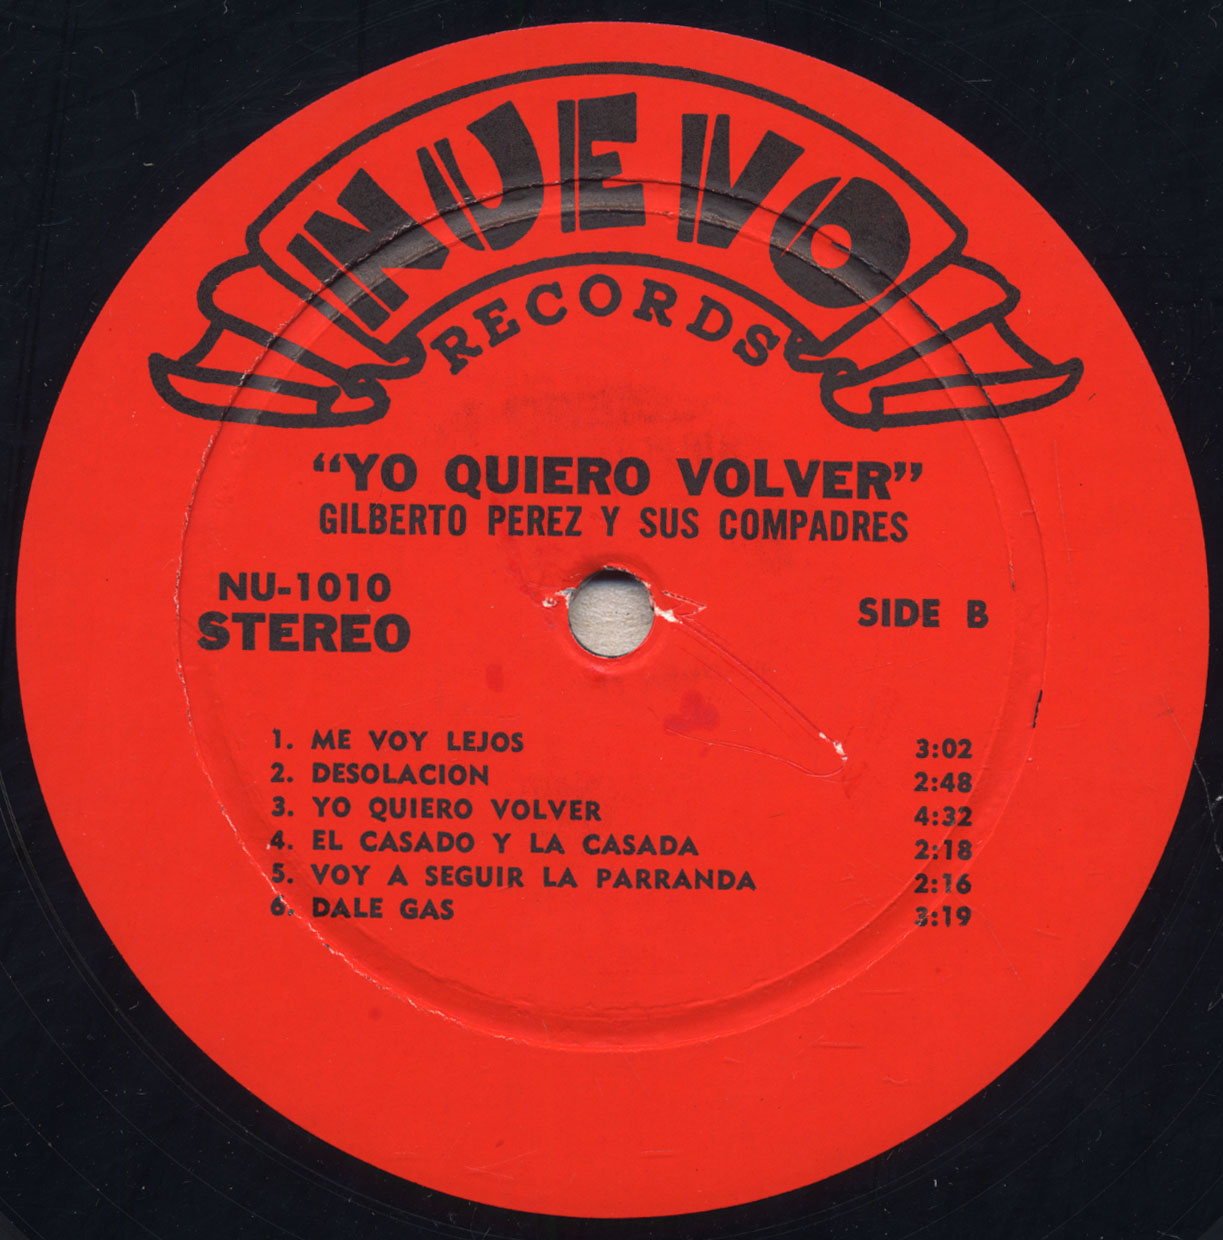 NUEVO
RECORDS
“YO QUIERO VOLVER”
GILBERTO PEREZ Y SUS COMPADRES
NU-1010
STEREO
SIDE B
1. ME VOY LEJOS 3:02
2. DESOLACION 2:48
3. YO QUIERO VOLVER 4:32
4. EL CASADO Y LA CASADA 2:18
5. VOY A SEGUIR LA PARRANDA 2:16
6. DALE GAS 3:19